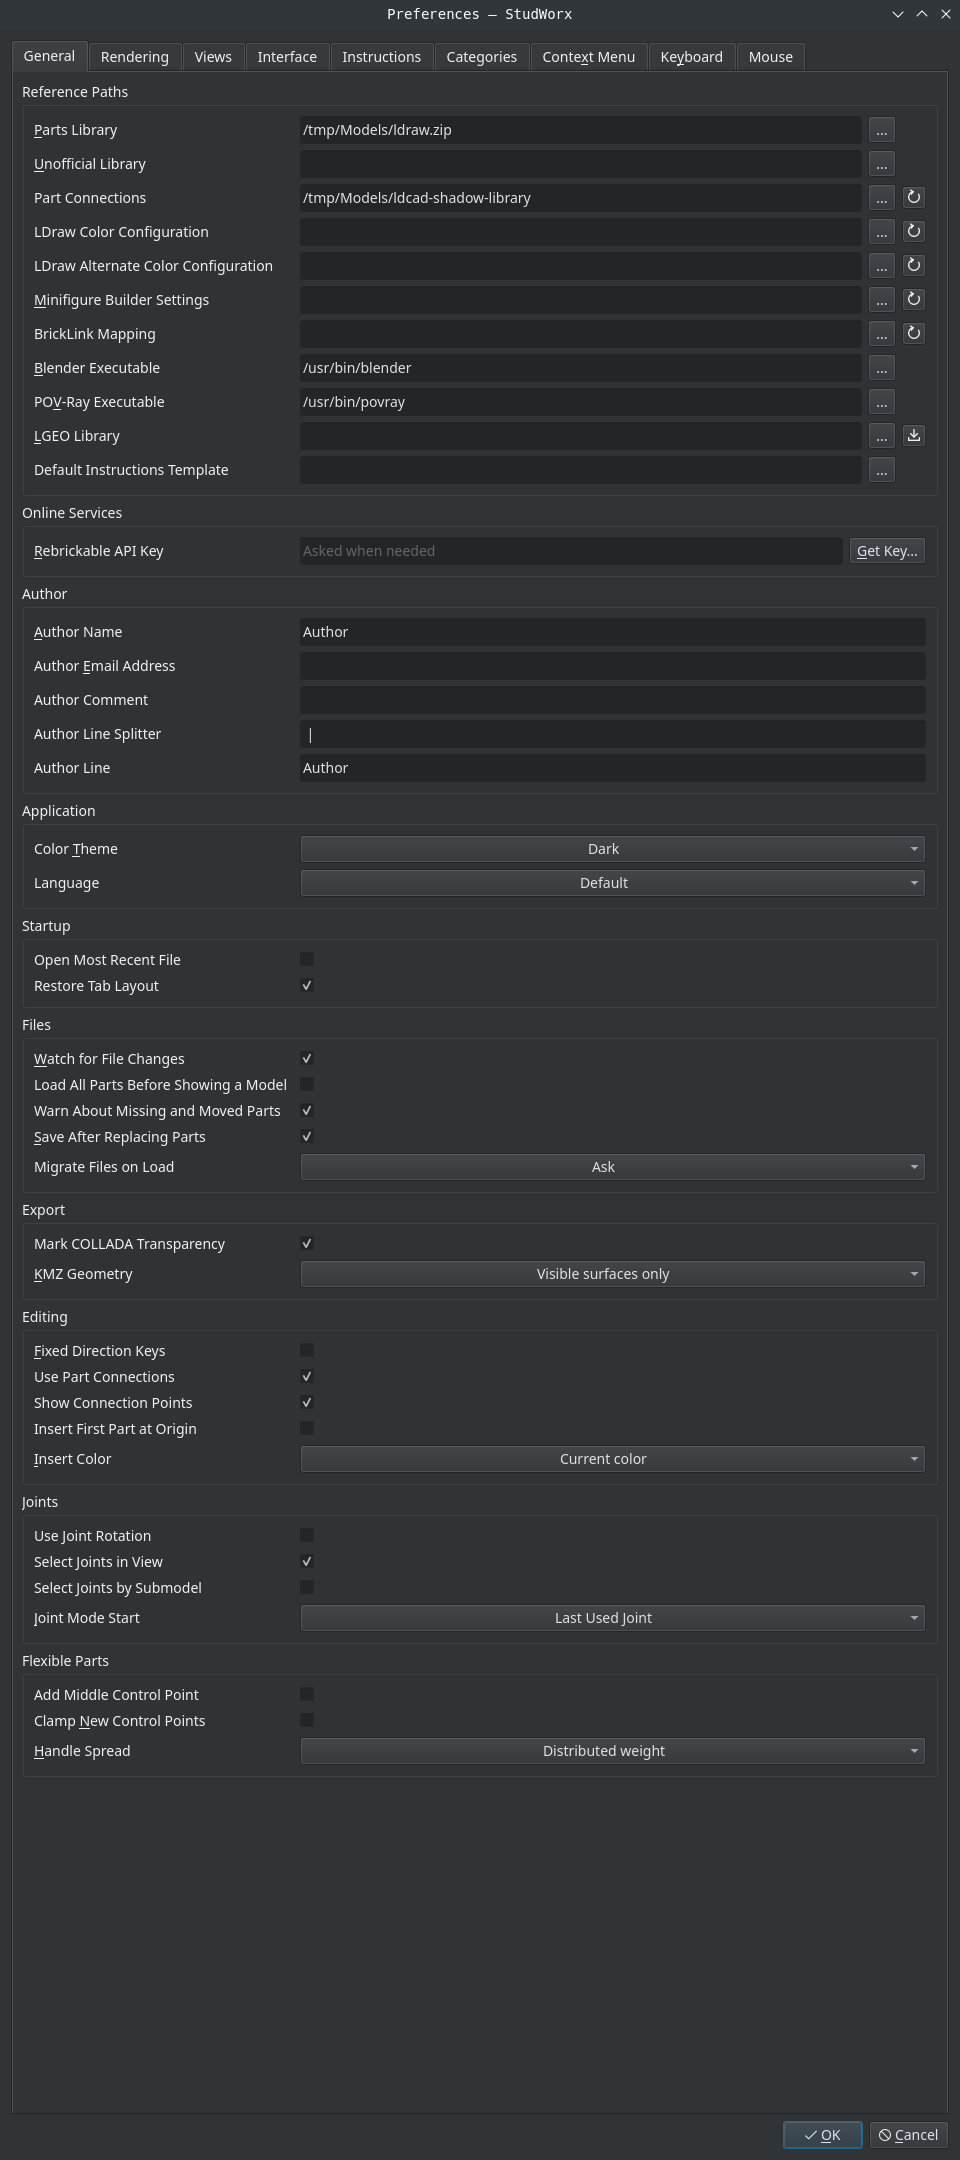 Preferences — StudWorx
General Rendering Views Interface Instructions Categories Context Menu Keyboard Mouse
Reference Paths
Parts Library /tmp/Models/ldraw.zip ...
Unofficial Library ...
Part Connections /tmp/Models/ldcad-shadow-library ...
LDraw Color Configuration ...
LDraw Alternate Color Configuration ...
Minifigure Builder Settings ...
BrickLink Mapping ...
Blender Executable /usr/bin/blender ...
POV-Ray Executable /usr/bin/povray ...
LGEO Library ...
Default Instructions Template ...
Online Services
Rebrickable API Key Asked when needed Get Key...
Author
Author Name Author
Author Email Address
Author Comment
Author Line Splitter |
Author Line Author
Application
Color Theme Dark
Language Default
Startup
Open Most Recent File
Restore Tab Layout
Files
Watch for File Changes
Load All Parts Before Showing a Model
Warn About Missing and Moved Parts
Save After Replacing Parts
Migrate Files on Load Ask
Export
Mark COLLADA Transparency
KMZ Geometry Visible surfaces only
Editing
Fixed Direction Keys
Use Part Connections
Show Connection Points
Insert First Part at Origin
Insert Color Current color
Joints
Use Joint Rotation
Select Joints in View
Select Joints by Submodel
Joint Mode Start Last Used Joint
Flexible Parts
Add Middle Control Point
Clamp New Control Points
Handle Spread Distributed weight
OK Cancel